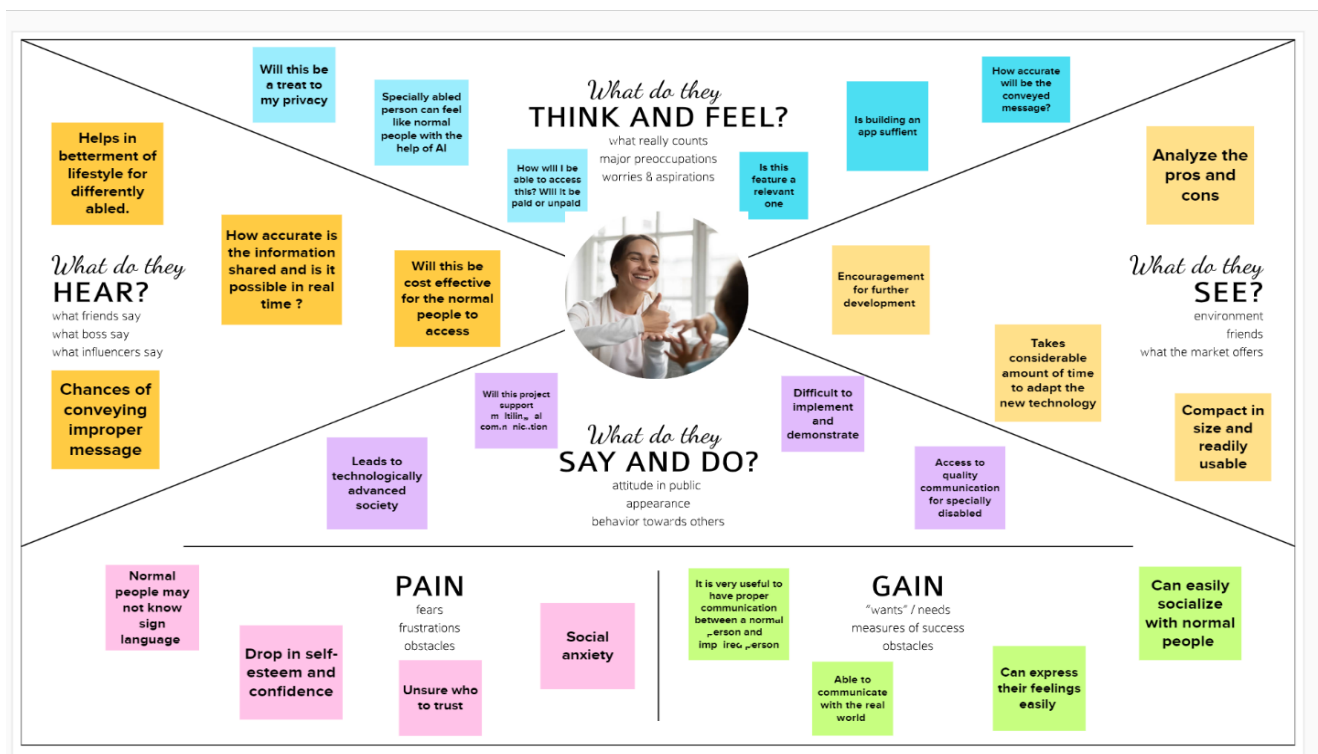 What do they
THINK AND FEEL?
what really counts
major preoccupations
worries & aspirations
Will this be
a treat to
my privacy
Specially abled
person can feel
like normal
people with the
help of AI
How will I be
able to access
this? Will it be
paid or unpaid
Is this
feature a
relevant
one
Is building an
app suffient
How accurate
will be the
conveyed
message?
What do they
HEAR?
what friends say
what boss say
what influencers say
Helps in
betterment of
lifestyle for
differently
abled.
How accurate is
the information
shared and is it
possible in real
time ?
Will this be
cost effective
for the normal
people to
access
Chances of
conveying
improper
message
What do they
SEE?
environment
friends
what the market offers
Analyze the
pros and
cons
Encouragement
for further
development
Takes
considerable
amount of time
to adapt the
new technology
Compact in
size and
readily
usable
What do they
SAY AND DO?
attitude in public
appearance
behavior towards others
Will this project
support
Leads to
technologically
advanced
society
Difficult to
implement
and
demonstrate
Access to
quality
communication
for specially
disabled
PAIN
fears
frustrations
obstacles
Normal
people may
not know
sign
language
Drop in self-
esteem and
confidence
Unsure who
to trust
Social
anxiety
GAIN
"wants" / needs
measures of success
obstacles
It is very useful to
have proper
communication
between a normal
person and
person
Able to
communicate
with the real
world
Can express
their feelings
easily
Can easily
socialize
with normal
people